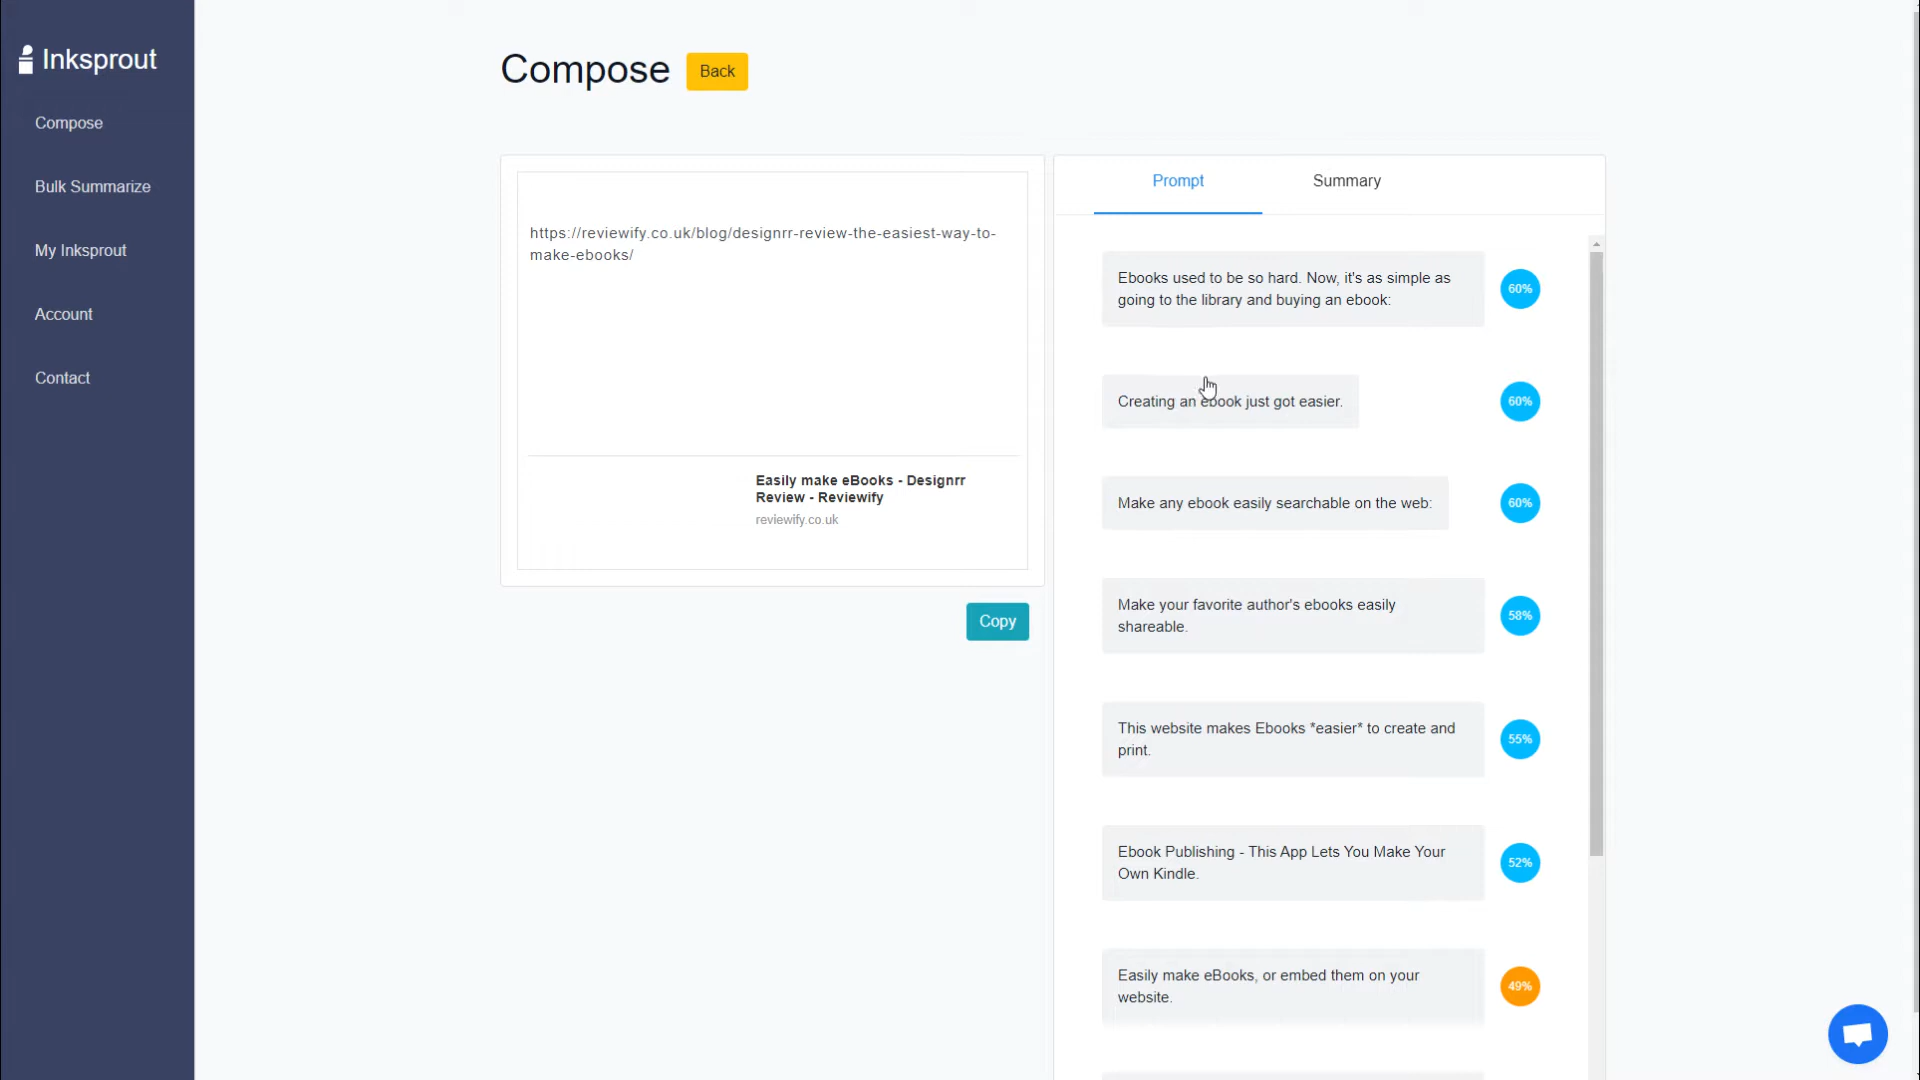 Inksprout
Compose
Bulk Summarize
My Inksprout
Account
Contact
Compose
Back
https://reviewify.co.uk/blog/designrr-review-the-easiest-way-to-
make-ebooks/
Easily make eBooks - Designrr
Review - Reviewify
reviewify.co.uk
Copy
Prompt
Summary
Ebooks used to be so hard. Now, it's as simple as
going to the library and buying an ebook:
60%
Creating an ebook just got easier.
60%
Make any ebook easily searchable on the web:
60%
Make your favorite author's ebooks easily
shareable.
58%
This website makes Ebooks *easier* to create and
print.
55%
Ebook Publishing - This App Lets You Make Your
Own Kindle.
52%
Easily make eBooks, or embed them on your
website.
49%